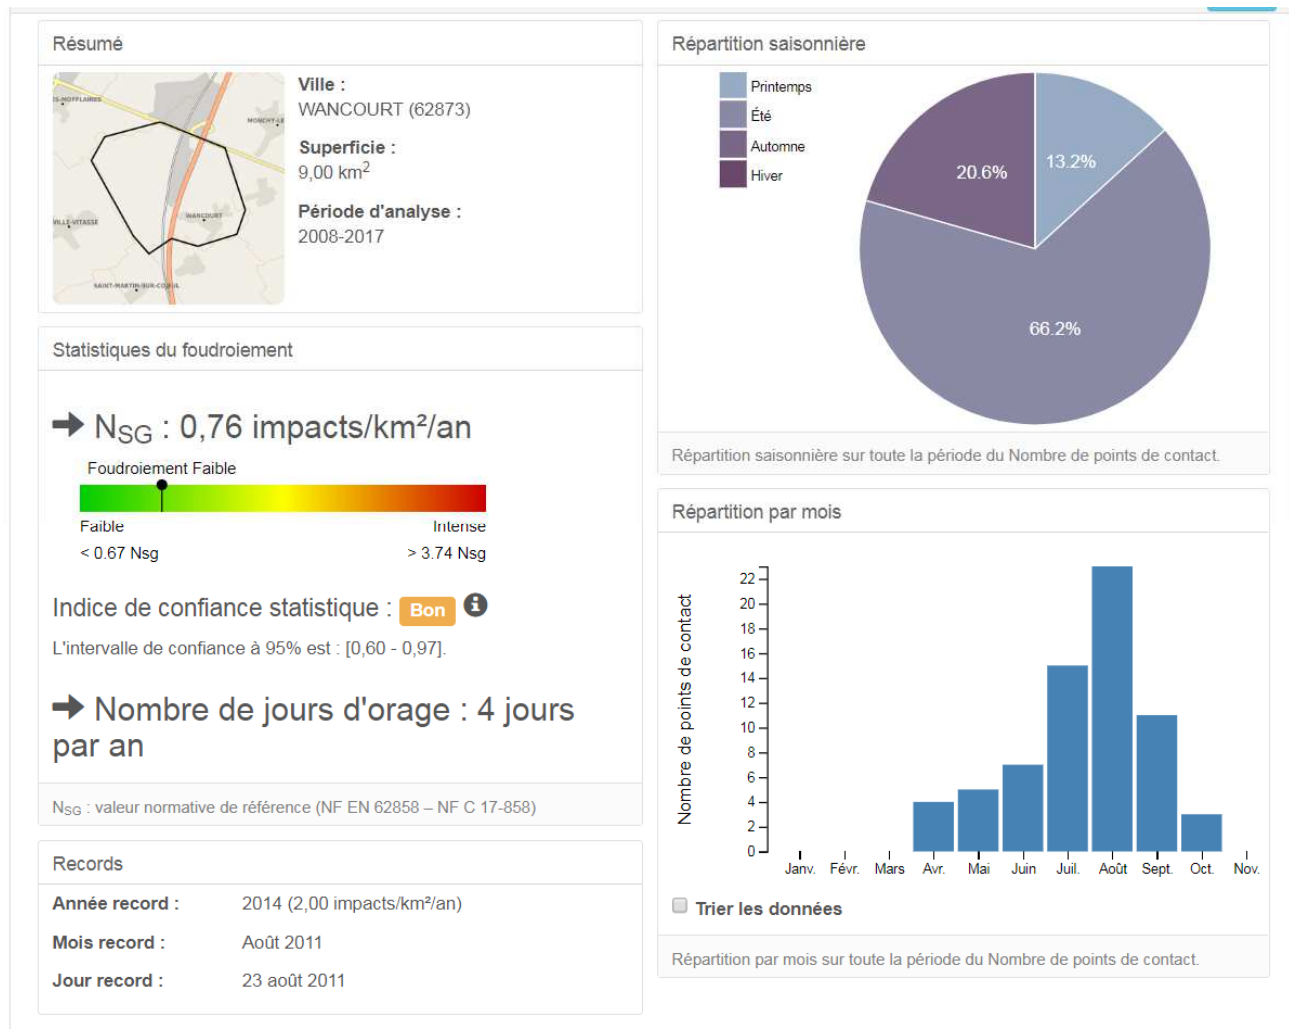 Résumé
Ville :
WANCOURT (62873)
Superficie :
9,00 km²
Période d'analyse :
2008-2017
WANCOURT
SAINT-MARTIN-SUR-COJEUL
Statistiques du foudroiement
NSG : 0,76 impacts/km²/an
Foudroiement Faible
Faible Intense
< 0.67 Nsg > 3.74 Nsg
Indice de confiance statistique : Bon
L'intervalle de confiance à 95% est : [0,60 - 0,97].
Nombre de jours d'orage : 4 jours
par an
NSG : valeur normative de référence (NF EN 62858 – NF C 17-858)
Records
Année record : 2014 (2,00 impacts/km²/an)
Mois record : Août 2011
Jour record : 23 août 2011
Répartition saisonnière
Printemps
Été
Automne
Hiver
20.6%
13.2%
66.2%
Répartition saisonnière sur toute la période du Nombre de points de contact.
Répartition par mois
Nombre de points de contact
22
20
18
16
14
12
10
8
6
4
2
0
Janv. Févr. Mars Avr. Mai Juin Juil. Août Sept. Oct. Nov.
Trier les données
Répartition par mois sur toute la période du Nombre de points de contact.